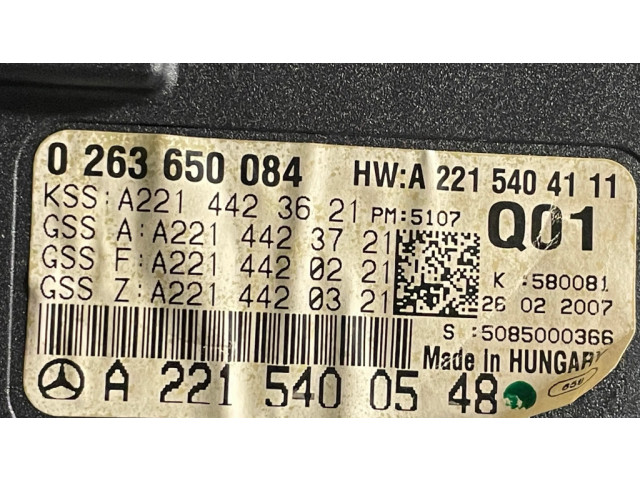 0 263 650 084 HW:A 221 540 41 11
KSS:A221 442 36 21 PM:5107 Q01
GSS A:A221 442 37 21
GSS F:A221 442 02 21 K :580081
GSS Z:A221 442 03 21 26 02 2007
S :5085000366
Made In HUNGARY
A 221 540 05 48